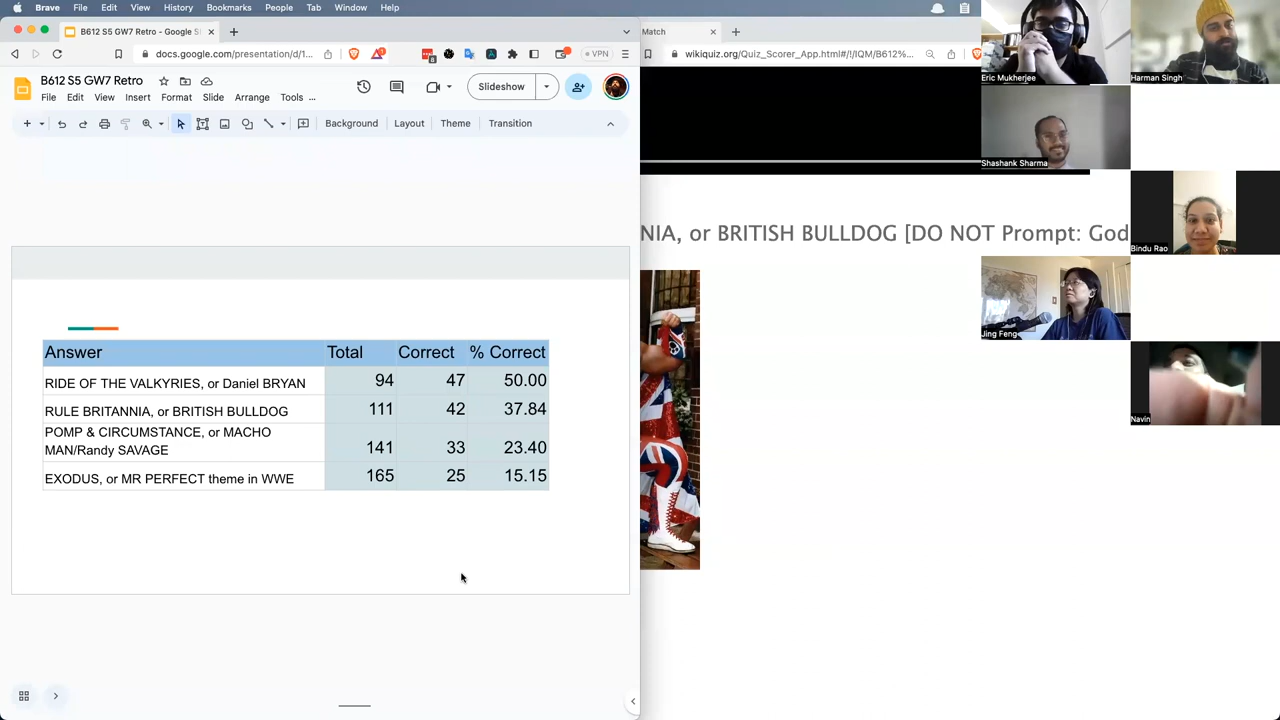 Brave File Edit View History Bookmarks People Tab Window Help
B612 S5 GW7 Retro - Google S
Match
docs.google.com/presentation/1...
VPN
wikiquiz.org/Quiz_Scorer_App.html#/!/IQM/B612%...
B612 S5 GW7 Retro
File Edit View Insert Format Slide Arrange Tools ...
Slideshow
Background Layout Theme Transition
Answer Total Correct % Correct
RIDE OF THE VALKYRIES, or Daniel BRYAN 94 47 50.00
RULE BRITANNIA, or BRITISH BULLDOG 111 42 37.84
POMP & CIRCUMSTANCE, or MACHO
MAN/Randy SAVAGE 141 33 23.40
EXODUS, or MR PERFECT theme in WWE 165 25 15.15
NIA, or BRITISH BULLDOG [DO NOT Prompt: God
Eric Mukherjee
Harman Singh
Shashank Sharma
Bindu Rao
Jing Feng
Navin